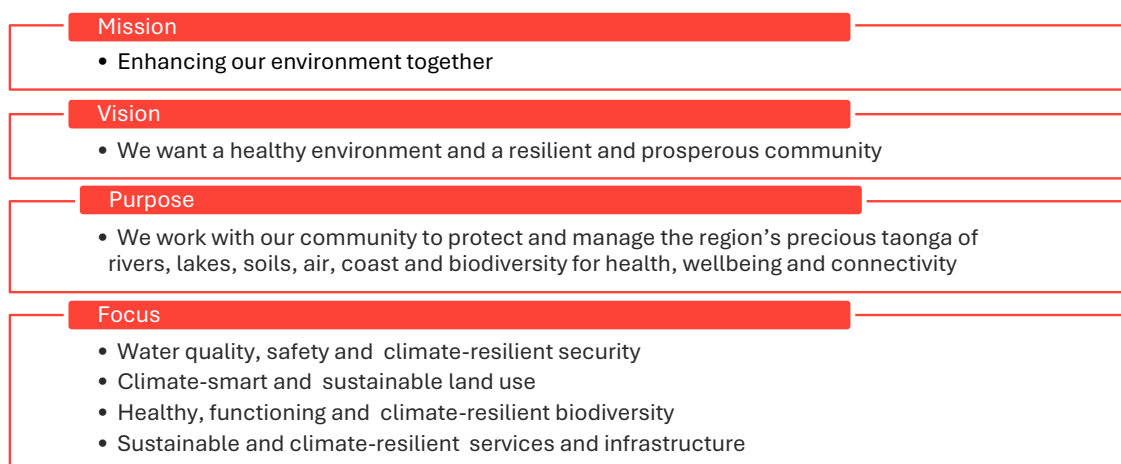 Mission
• Enhancing our environment together
Vision
• We want a healthy environment and a resilient and prosperous community
Purpose
• We work with our community to protect and manage the region’s precious taonga of
rivers, lakes, soils, air, coast and biodiversity for health, wellbeing and connectivity
Focus
• Water quality, safety and climate-resilient security
• Climate-smart and sustainable land use
• Healthy, functioning and climate-resilient biodiversity
• Sustainable and climate-resilient services and infrastructure